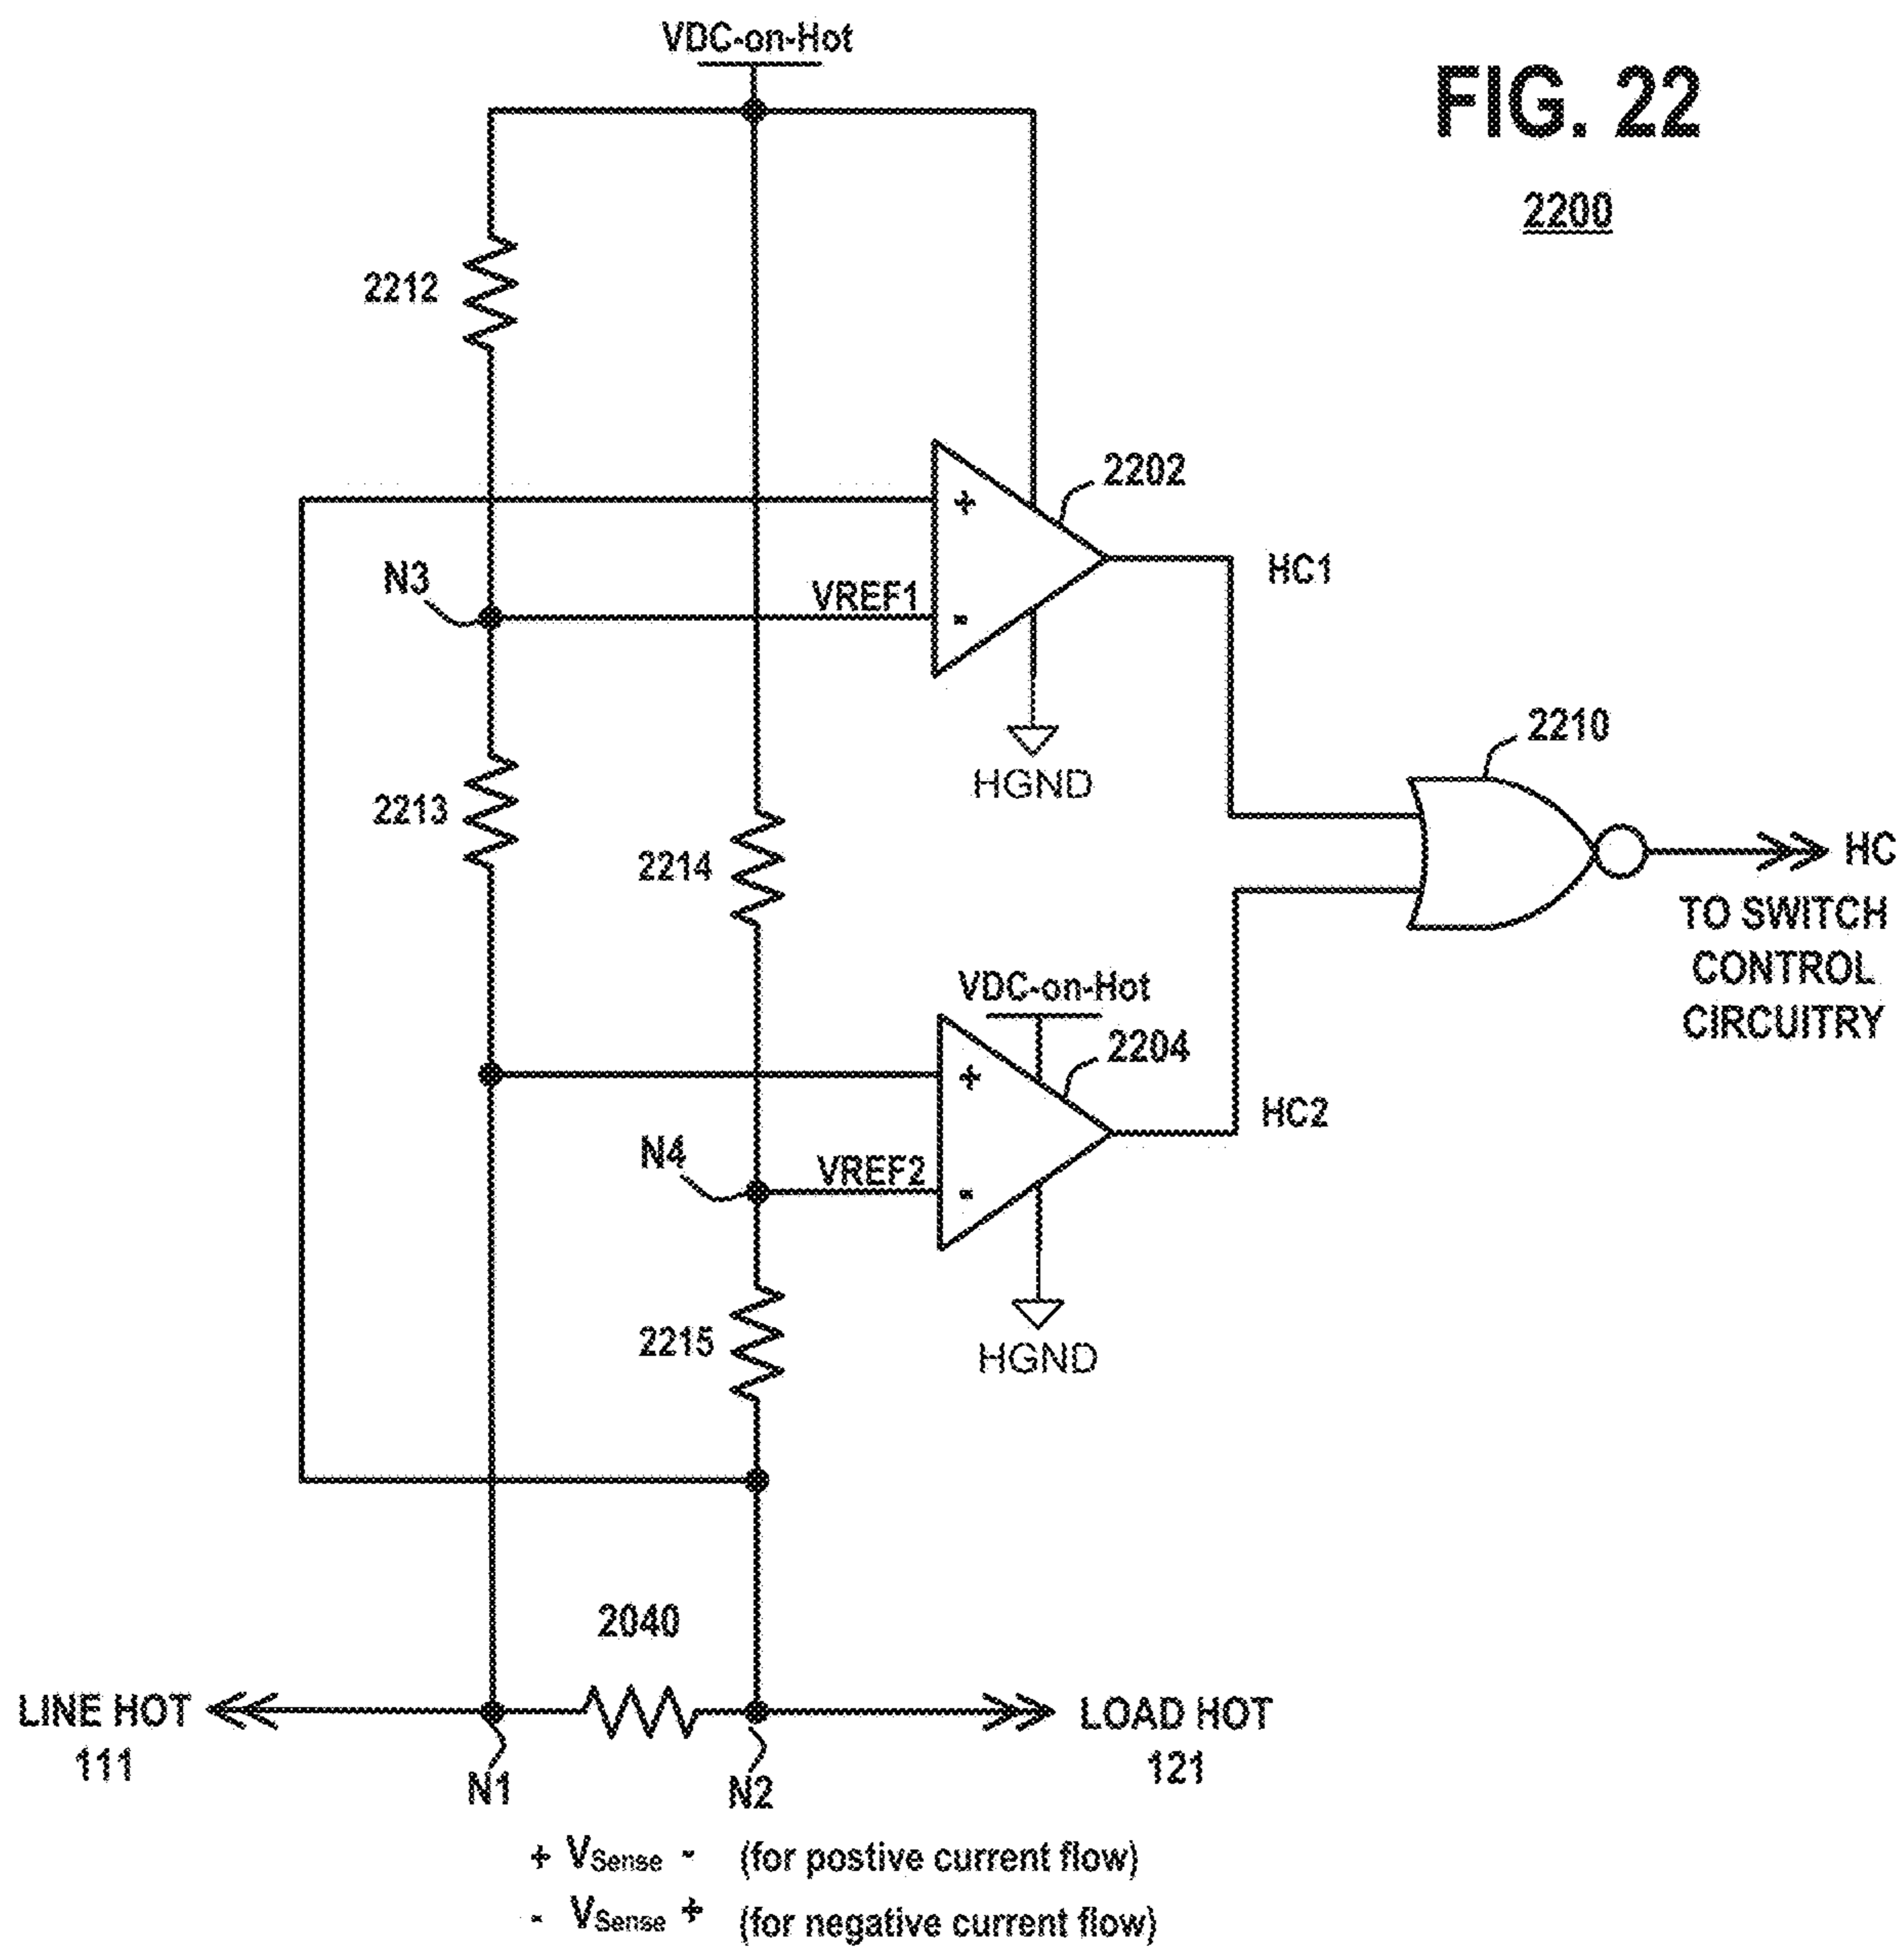 VDC-on-Hot
FIG. 22
2200
2212
2202
+
HC1
N3
VREF1
-
2210
HGND
2213
2214
HC
TO SWITCH
CONTROL
CIRCUITRY
VDC-on-Hot
2204
+
HC2
N4
VREF2
-
2215
HGND
2040
LINE HOT
111
LOAD HOT
121
N1
N2
+ VSense - (for postive current flow)
- VSense + (for negative current flow)